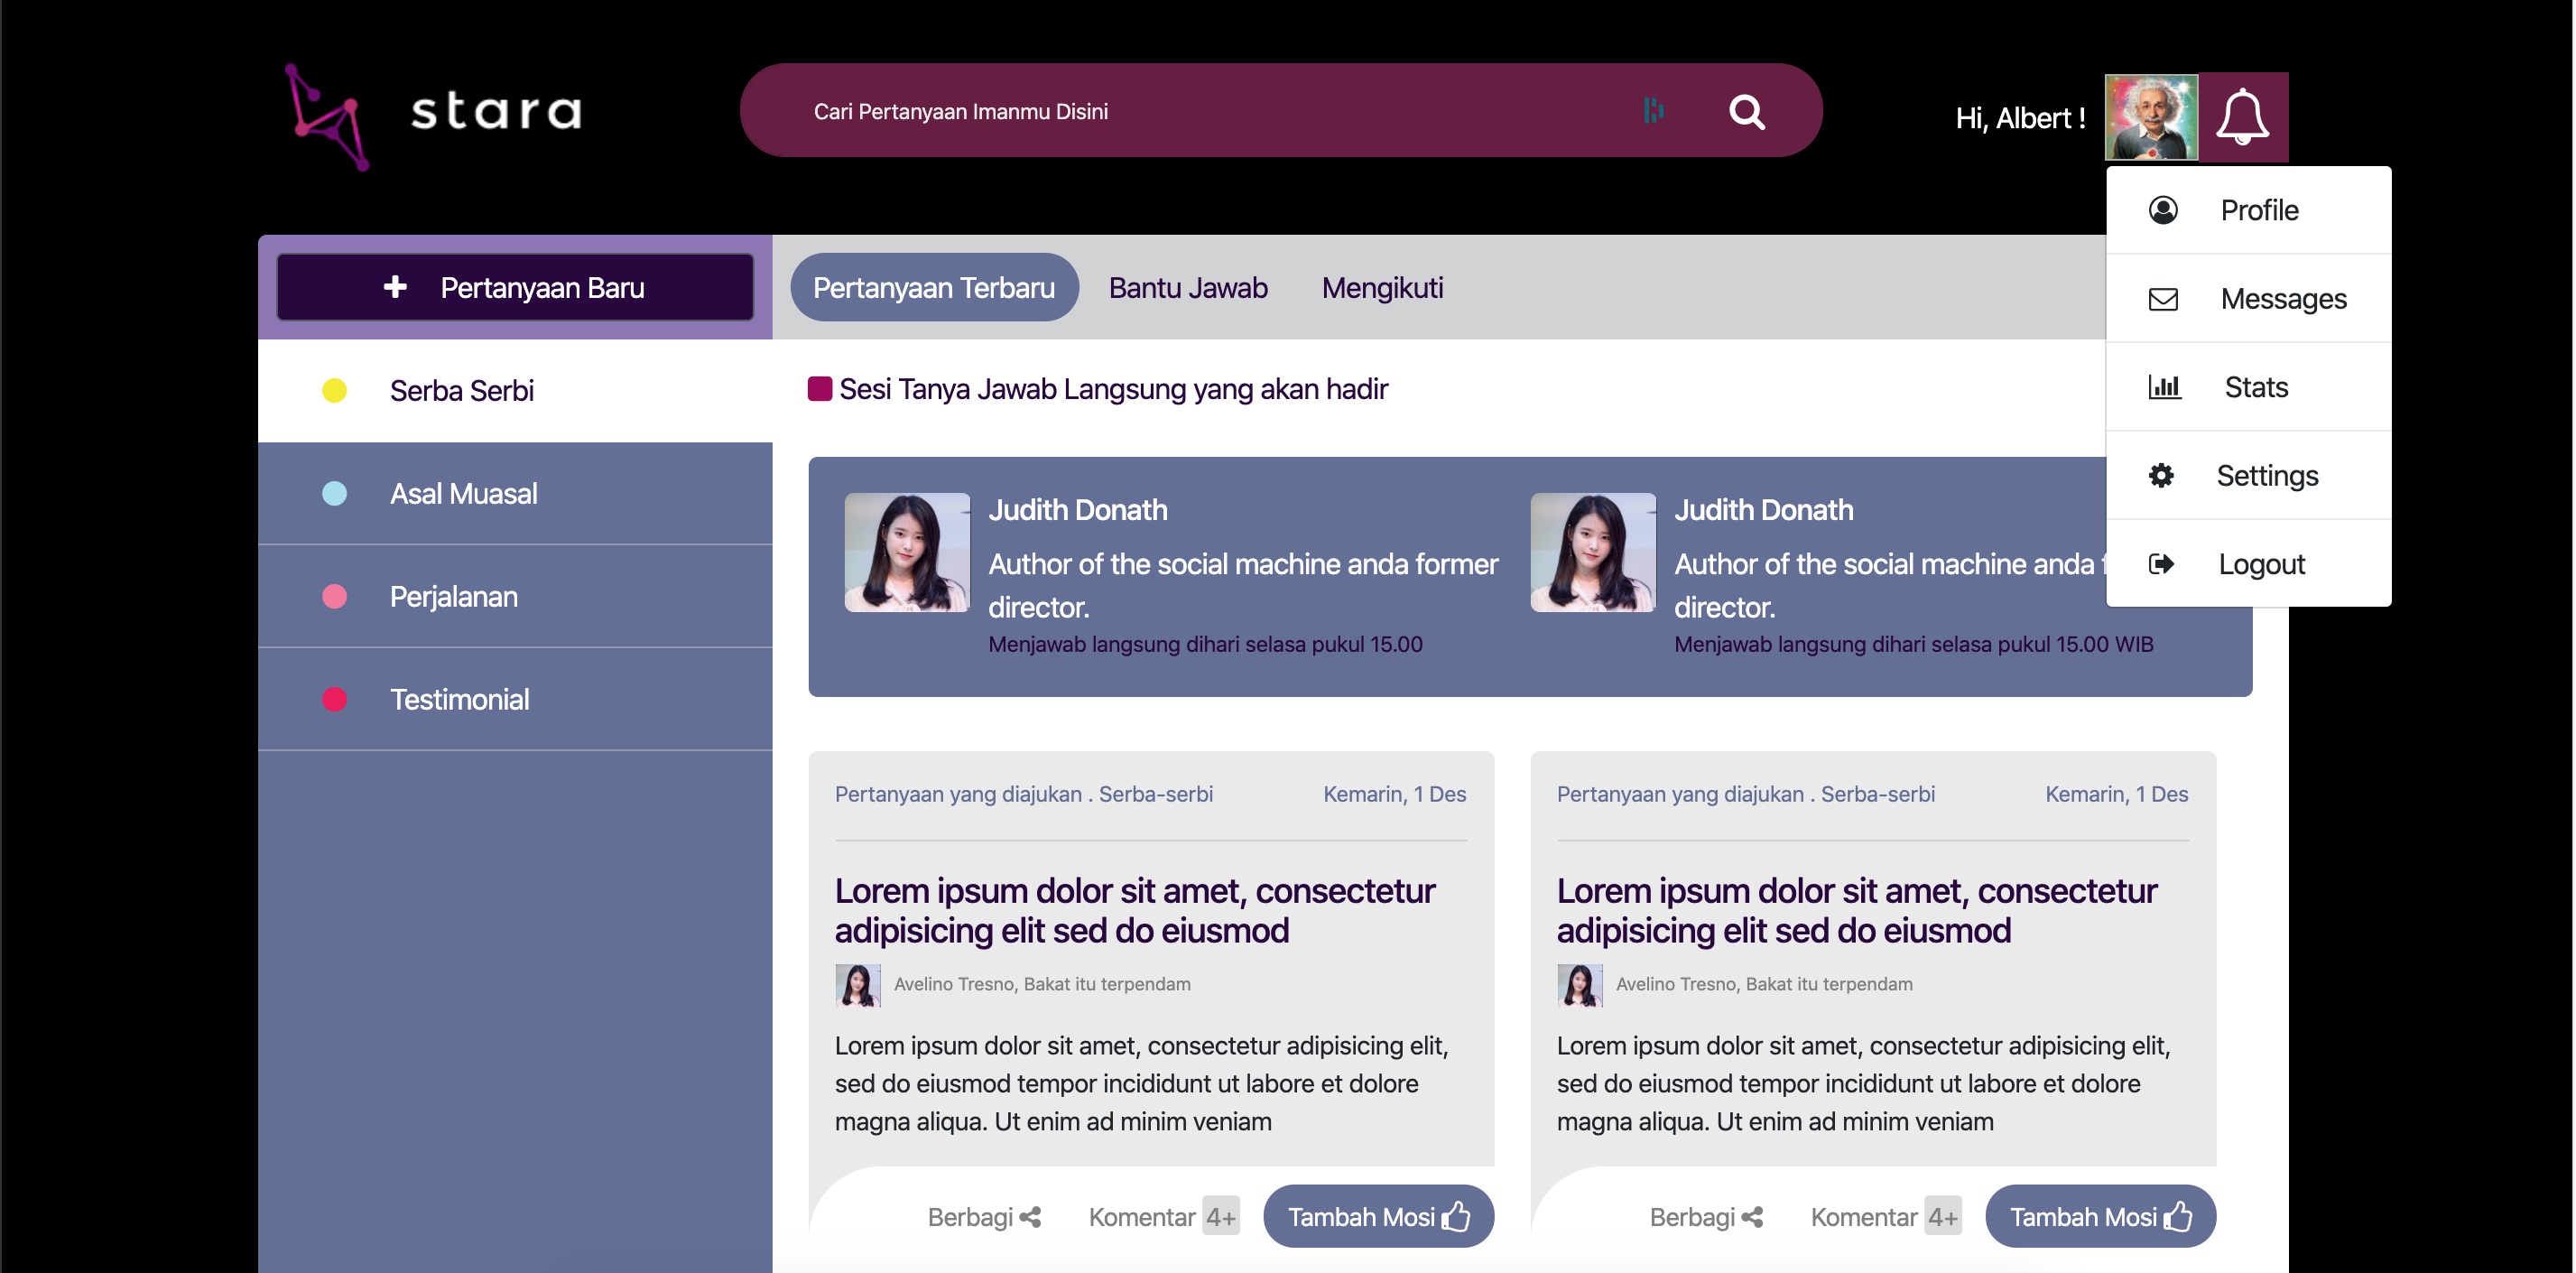 stara
Cari Pertanyaan Imanmu Disini
Hi, Albert !
Profile
Messages
Stats
Settings
Logout
Pertanyaan Baru
Pertanyaan Terbaru
Bantu Jawab
Mengikuti
Serba Serbi
Asal Muasal
Perjalanan
Testimonial
Sesi Tanya Jawab Langsung yang akan hadir
Judith Donath
Author of the social machine anda former
director.
Menjawab langsung dihari selasa pukul 15.00
Judith Donath
Author of the social machine anda f
director.
Menjawab langsung dihari selasa pukul 15.00 WIB
Pertanyaan yang diajukan . Serba-serbi
Kemarin, 1 Des
Lorem ipsum dolor sit amet, consectetur
adipisicing elit sed do eiusmod
Avelino Tresno, Bakat itu terpendam
Lorem ipsum dolor sit amet, consectetur adipisicing elit,
sed do eiusmod tempor incididunt ut labore et dolore
magna aliqua. Ut enim ad minim veniam
Berbagi
Komentar 4+
Tambah Mosi
Pertanyaan yang diajukan . Serba-serbi
Kemarin, 1 Des
Lorem ipsum dolor sit amet, consectetur
adipisicing elit sed do eiusmod
Avelino Tresno, Bakat itu terpendam
Lorem ipsum dolor sit amet, consectetur adipisicing elit,
sed do eiusmod tempor incididunt ut labore et dolore
magna aliqua. Ut enim ad minim veniam
Berbagi
Komentar 4+
Tambah Mosi